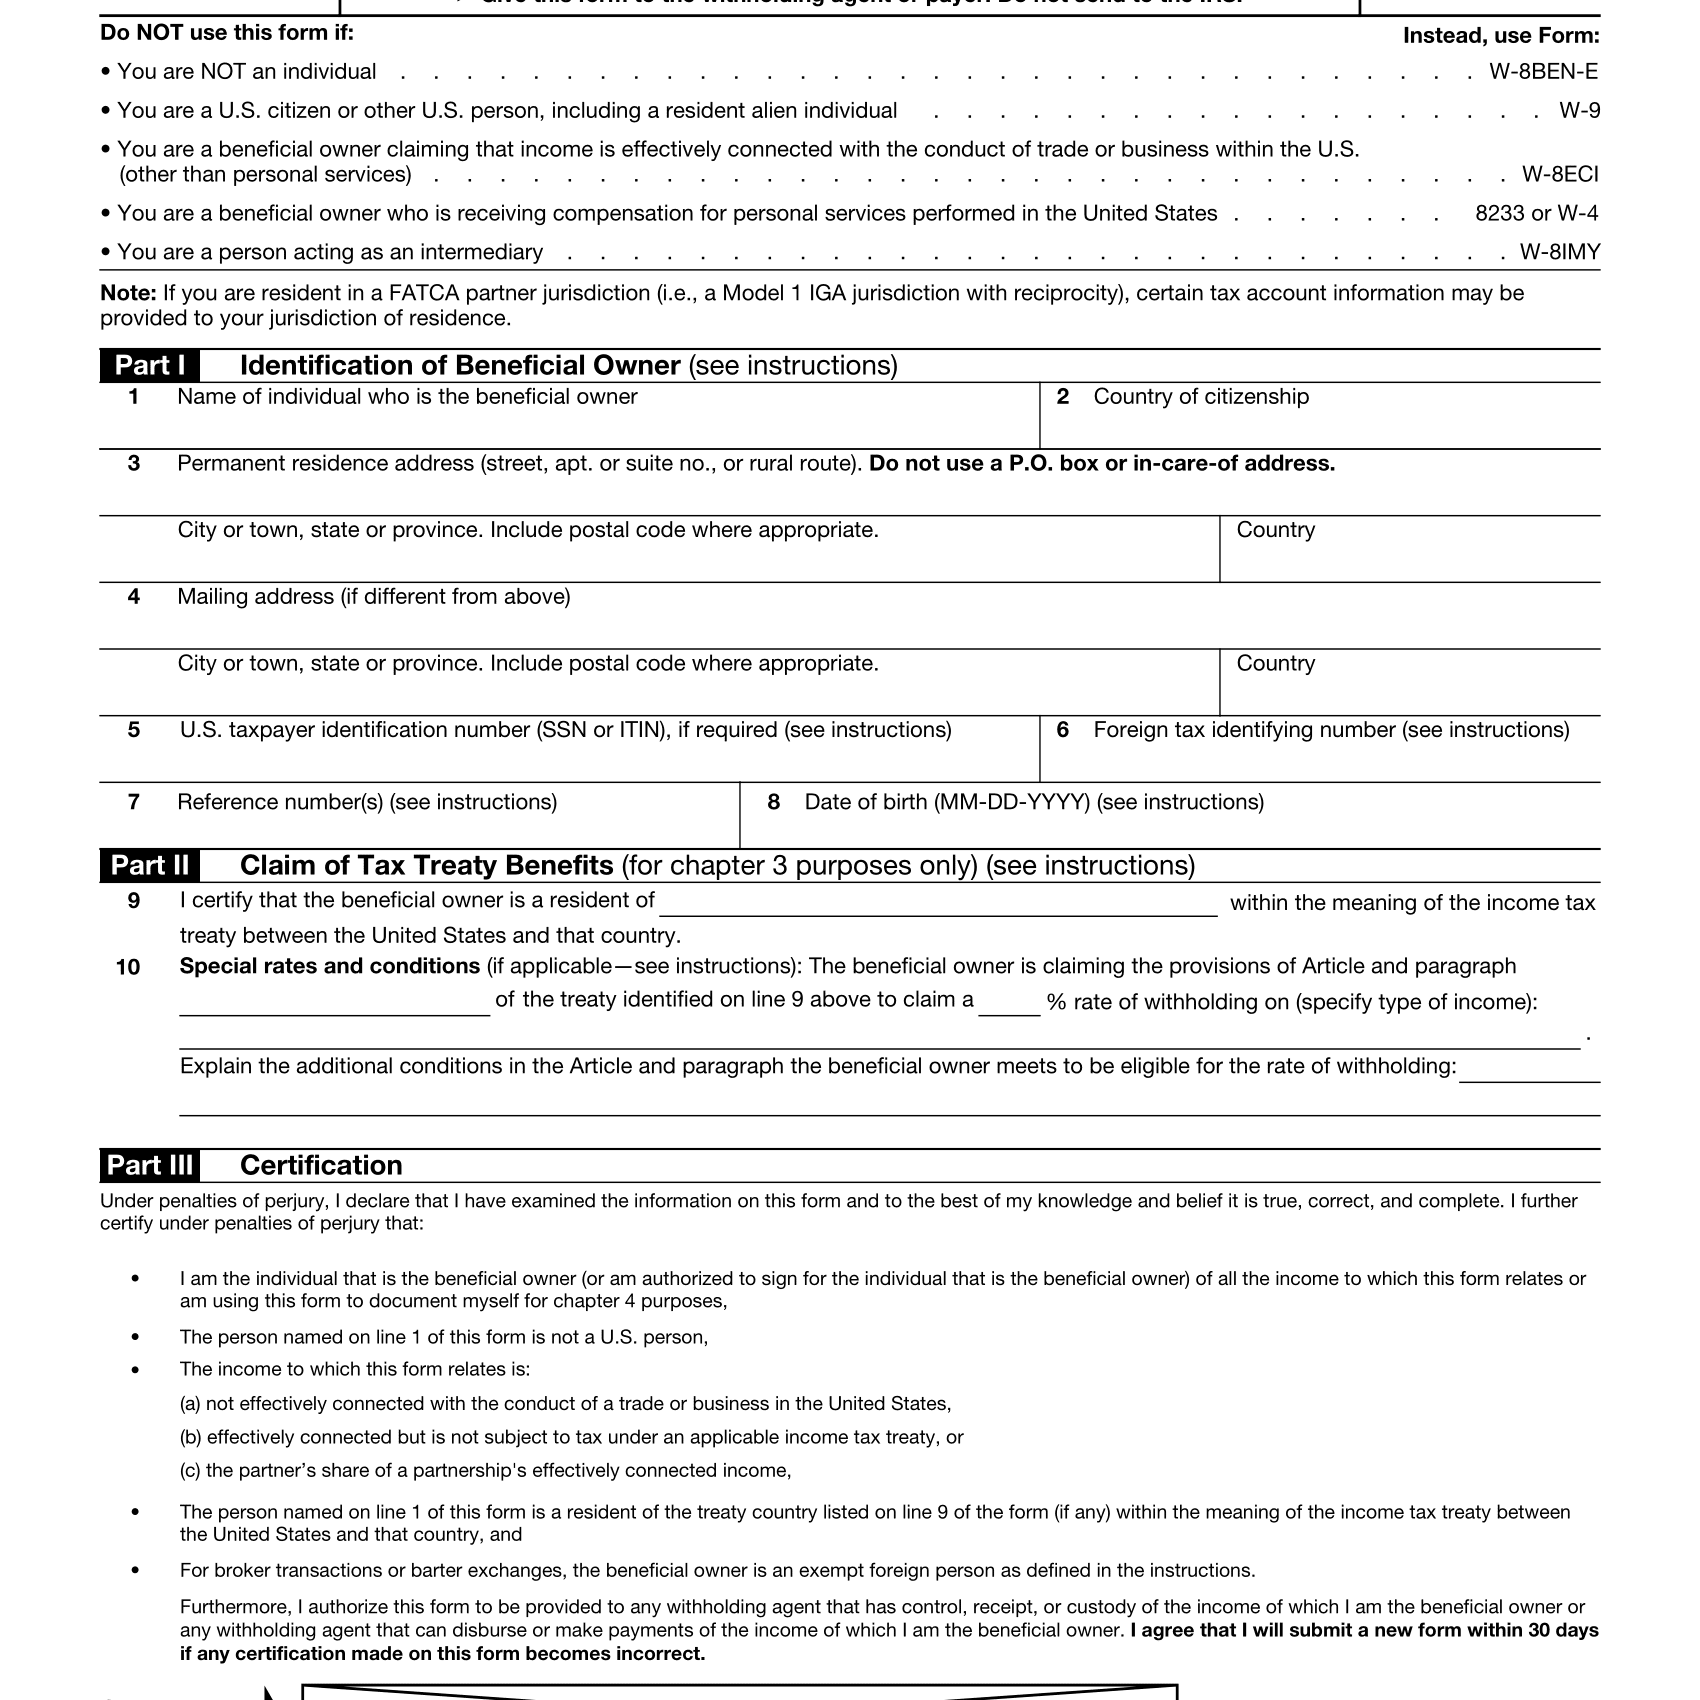 Give this form to the withholding agent or payer. Do not send to the IRS.
Do NOT use this form if:
Instead, use Form:
• You are NOT an individual . . . . . . . . . . . . . . . . . . . . . . . . . . . . . . . . . W-8BEN-E
• You are a U.S. citizen or other U.S. person, including a resident alien individual . . . . . . . . . . . . . . . . . . . W-9
• You are a beneficial owner claiming that income is effectively connected with the conduct of trade or business within the U.S.
(other than personal services) . . . . . . . . . . . . . . . . . . . . . . . . . . . . . . . . . W-8ECI
• You are a beneficial owner who is receiving compensation for personal services performed in the United States . . . . . . . 8233 or W-4
• You are a person acting as an intermediary . . . . . . . . . . . . . . . . . . . . . . . . . . . . . W-8IMY
Note: If you are resident in a FATCA partner jurisdiction (i.e., a Model 1 IGA jurisdiction with reciprocity), certain tax account information may be
provided to your jurisdiction of residence.
Part I Identification of Beneficial Owner (see instructions)
1 Name of individual who is the beneficial owner
2 Country of citizenship
3 Permanent residence address (street, apt. or suite no., or rural route). Do not use a P.O. box or in-care-of address.
City or town, state or province. Include postal code where appropriate.
Country
4 Mailing address (if different from above)
City or town, state or province. Include postal code where appropriate.
Country
5 U.S. taxpayer identification number (SSN or ITIN), if required (see instructions)
6 Foreign tax identifying number (see instructions)
7 Reference number(s) (see instructions)
8 Date of birth (MM-DD-YYYY) (see instructions)
Part II Claim of Tax Treaty Benefits (for chapter 3 purposes only) (see instructions)
9 I certify that the beneficial owner is a resident of within the meaning of the income tax
treaty between the United States and that country.
10 Special rates and conditions (if applicable—see instructions): The beneficial owner is claiming the provisions of Article and paragraph
of the treaty identified on line 9 above to claim a % rate of withholding on (specify type of income):
.
Explain the additional conditions in the Article and paragraph the beneficial owner meets to be eligible for the rate of withholding:
Part III Certification
Under penalties of perjury, I declare that I have examined the information on this form and to the best of my knowledge and belief it is true, correct, and complete. I further
certify under penalties of perjury that:
• I am the individual that is the beneficial owner (or am authorized to sign for the individual that is the beneficial owner) of all the income to which this form relates or
am using this form to document myself for chapter 4 purposes,
• The person named on line 1 of this form is not a U.S. person,
• The income to which this form relates is:
(a) not effectively connected with the conduct of a trade or business in the United States,
(b) effectively connected but is not subject to tax under an applicable income tax treaty, or
(c) the partner’s share of a partnership's effectively connected income,
• The person named on line 1 of this form is a resident of the treaty country listed on line 9 of the form (if any) within the meaning of the income tax treaty between
the United States and that country, and
• For broker transactions or barter exchanges, the beneficial owner is an exempt foreign person as defined in the instructions.
Furthermore, I authorize this form to be provided to any withholding agent that has control, receipt, or custody of the income of which I am the beneficial owner or
any withholding agent that can disburse or make payments of the income of which I am the beneficial owner. I agree that I will submit a new form within 30 days
if any certification made on this form becomes incorrect.